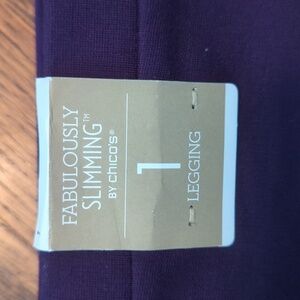 FABULOUSLY
SLIMMING™
BY chico's®
1
LEGGING